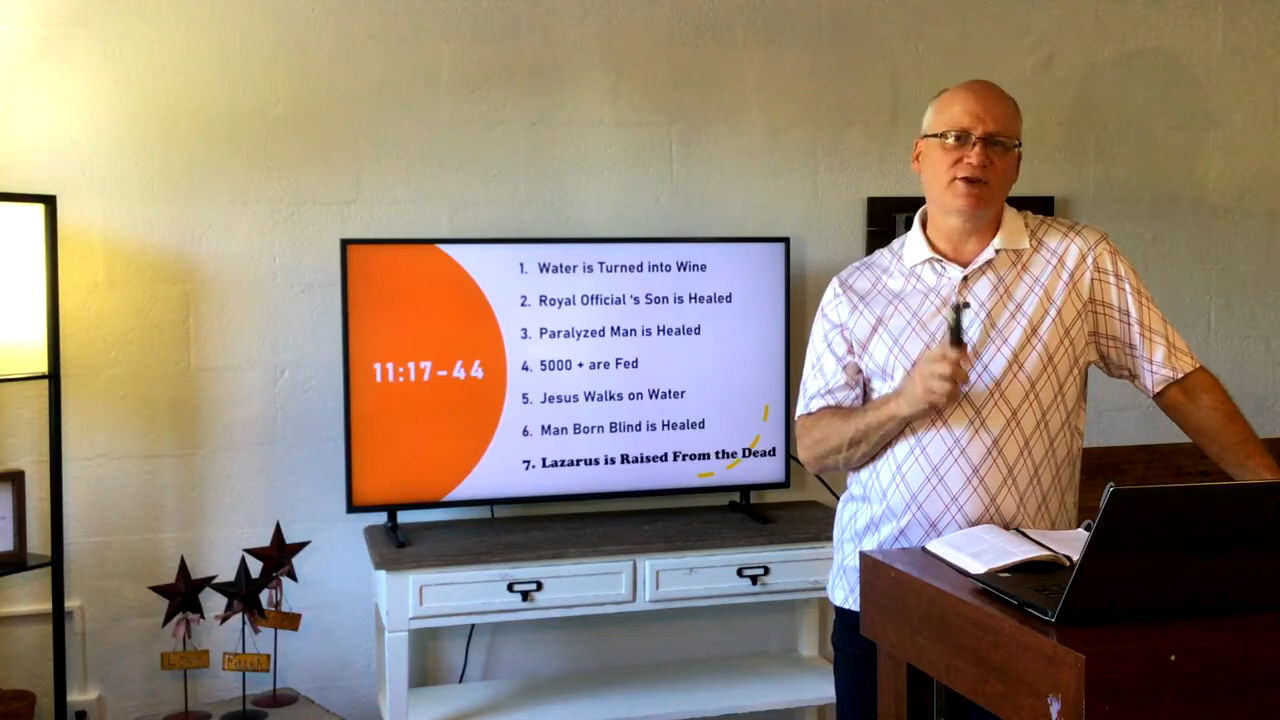 11:17-44
1. Water is Turned into Wine
2. Royal Official 's Son is Healed
3. Paralyzed Man is Healed
4. 5000 + are Fed
5. Jesus Walks on Water
6. Man Born Blind is Healed
7. Lazarus is Raised From the Dead